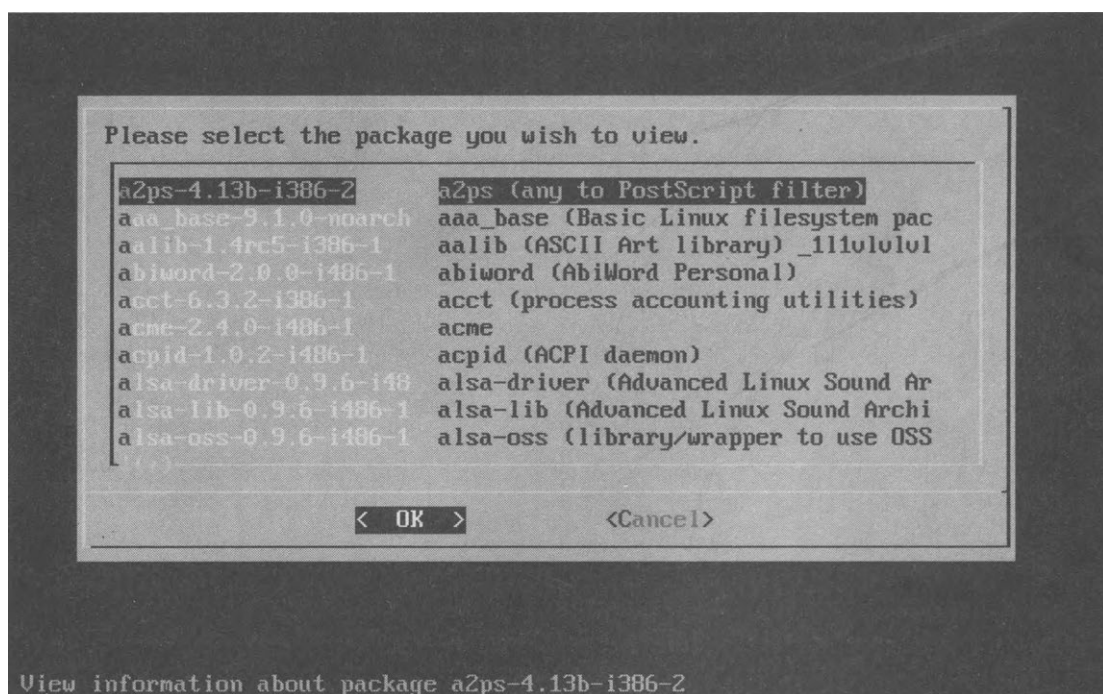 Please select the package you wish to view.
a2ps-4.13b-i386-2 a2ps (any to PostScript filter)
aaa_base-9.1.0-noarch aaa_base (Basic Linux filesystem pac
aalib-1.4rc5-i386-1 aalib (ASCII Art library) _1l1vlvlvl
abiword-2.0.0-i486-1 abiword (AbiWord Personal)
acct-6.3.2-i386-1 acct (process accounting utilities)
acme-2.4.0-i486-1 acme
acpid-1.0.2-i486-1 acpid (ACPI daemon)
alsa-driver-0.9.6-i48 alsa-driver (Advanced Linux Sound Ar
alsa-lib-0.9.6-i486-1 alsa-lib (Advanced Linux Sound Archi
alsa-oss-0.9.6-i486-1 alsa-oss (library/wrapper to use OSS
< OK > <Cancel>
View information about package a2ps-4.13b-i386-2